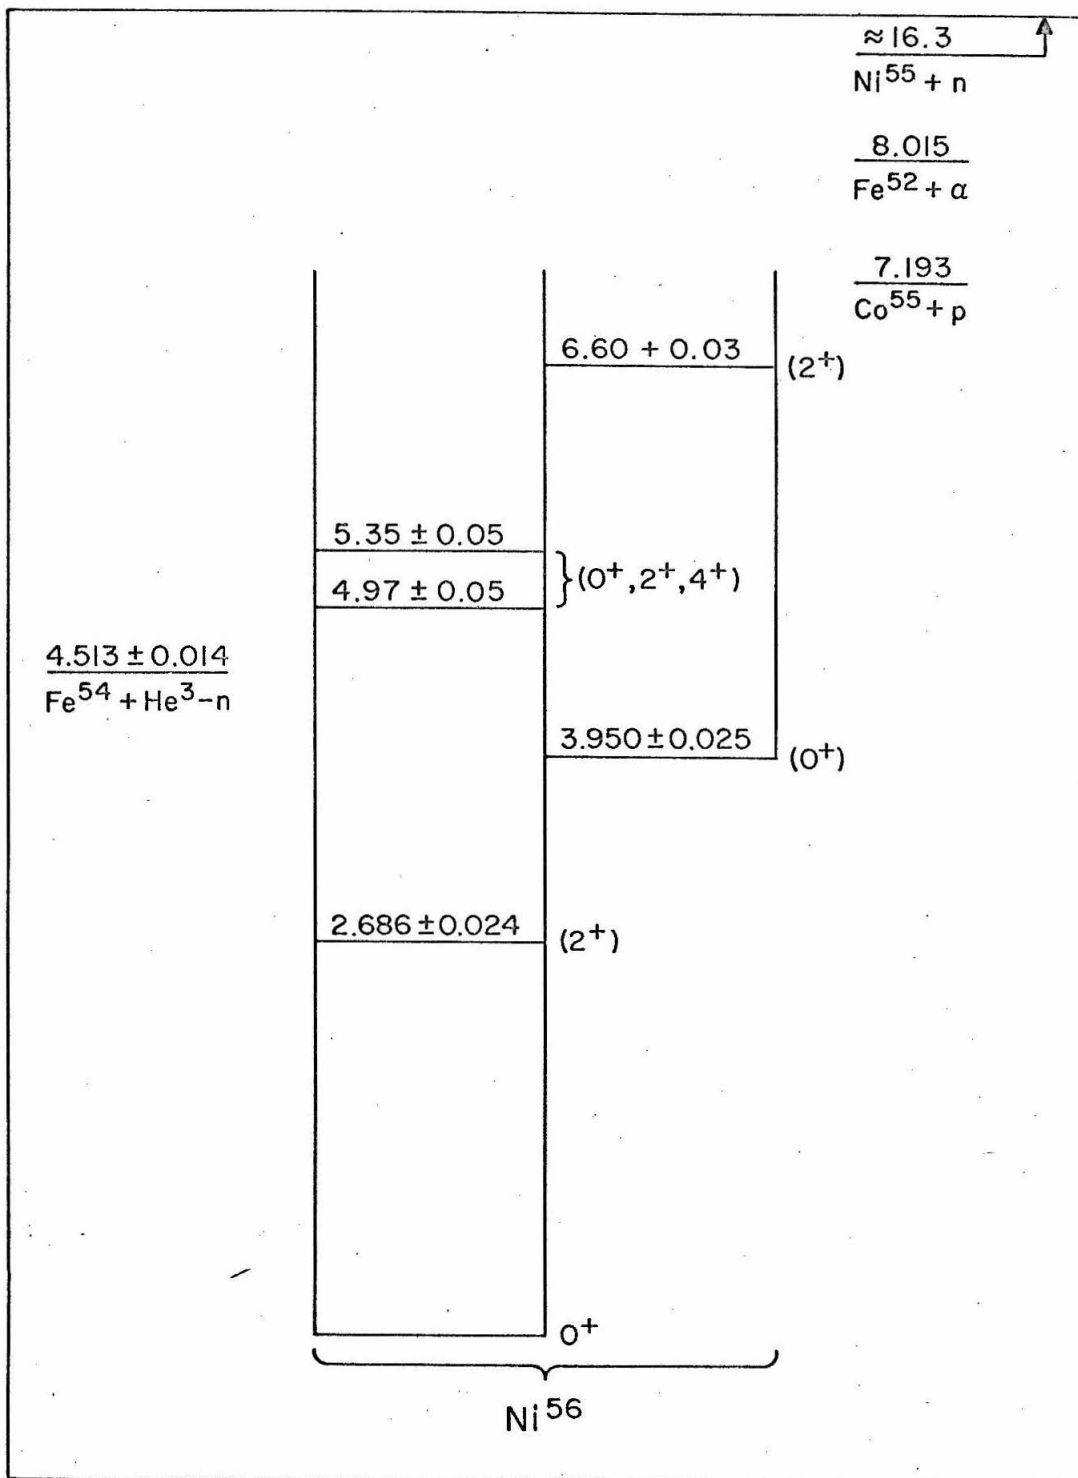 ≈16.3
Ni⁵⁵ + n
8.015
Fe⁵² + α
7.193
Co⁵⁵ + p
6.60 + 0.03
(2⁺)
5.35 ± 0.05
(0⁺,2⁺,4⁺)
4.97 ± 0.05
4.513 ± 0.014
Fe⁵⁴ + He³-n
3.950 ± 0.025
(0⁺)
2.686 ± 0.024
(2⁺)
0⁺
Ni⁵⁶